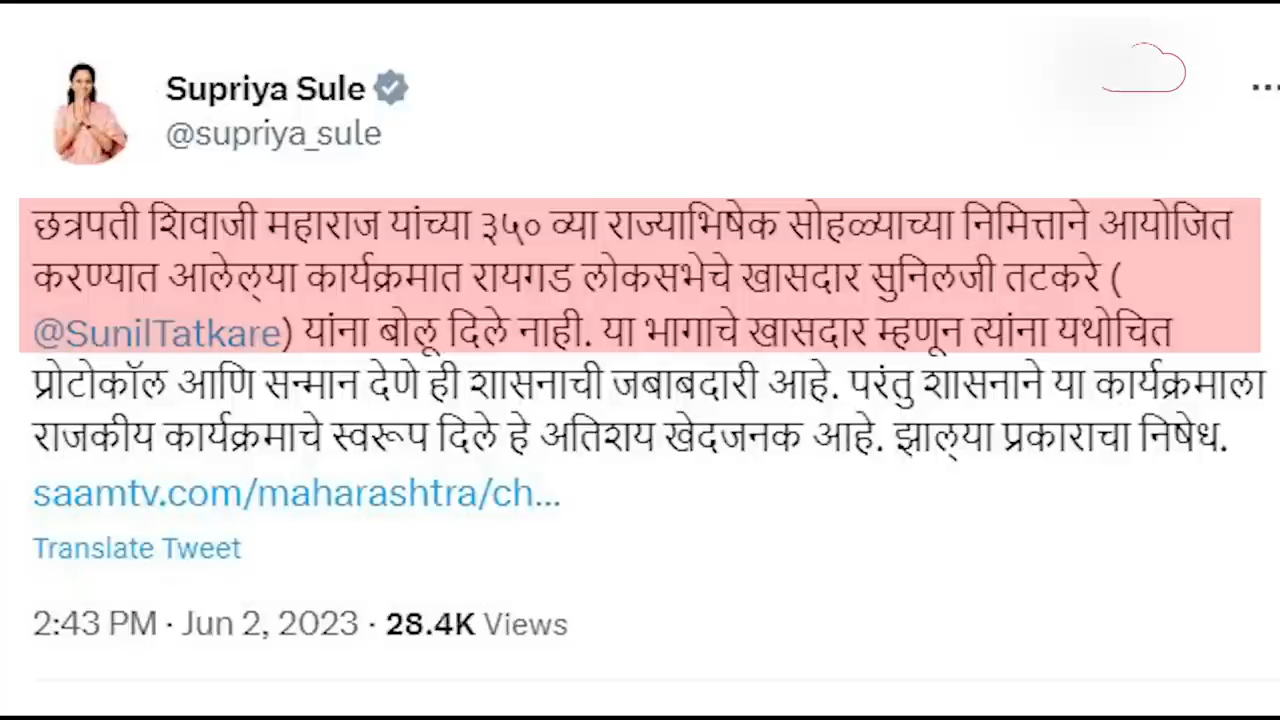 Supriya Sule
@supriya_sule
छत्रपती शिवाजी महाराज यांच्या ३५० व्या राज्याभिषेक सोहळ्याच्या निमित्ताने आयोजित
करण्यात आलेल्या कार्यक्रमात रायगड लोकसभेचे खासदार सुनिलजी तटकरे (
@SunilTatkare) यांना बोलू दिले नाही. या भागाचे खासदार म्हणून त्यांना यथोचित
प्रोटोकॉल आणि सन्मान देणे ही शासनाची जबाबदारी आहे. परंतु शासनाने या कार्यक्रमाला
राजकीय कार्यक्रमाचे स्वरूप दिले हे अतिशय खेदजनक आहे. झाल्या प्रकाराचा निषेध.
saamtv.com/maharashtra/ch...
Translate Tweet
2:43 PM · Jun 2, 2023 · 28.4K Views